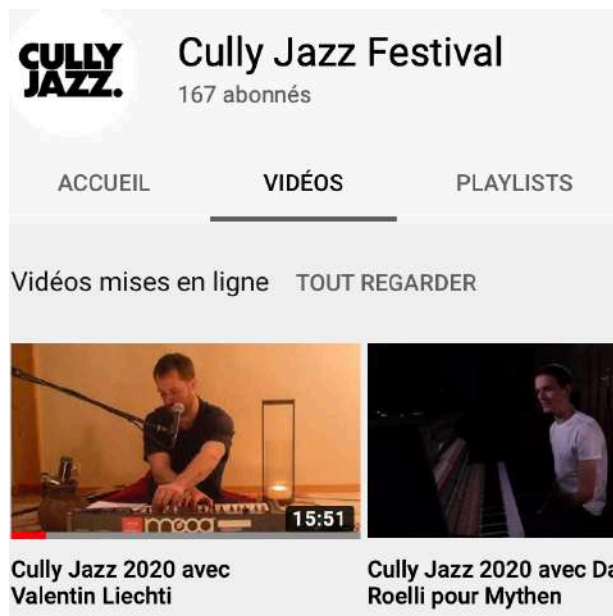 CULLY
JAZZ.
Cully Jazz Festival
167 abonnés
ACCUEIL VIDÉOS PLAYLISTS
Vidéos mises en ligne TOUT REGARDER
moog
15:51
Cully Jazz 2020 avec
Valentin Liechti
Cully Jazz 2020 avec
Roelli pour Mythen